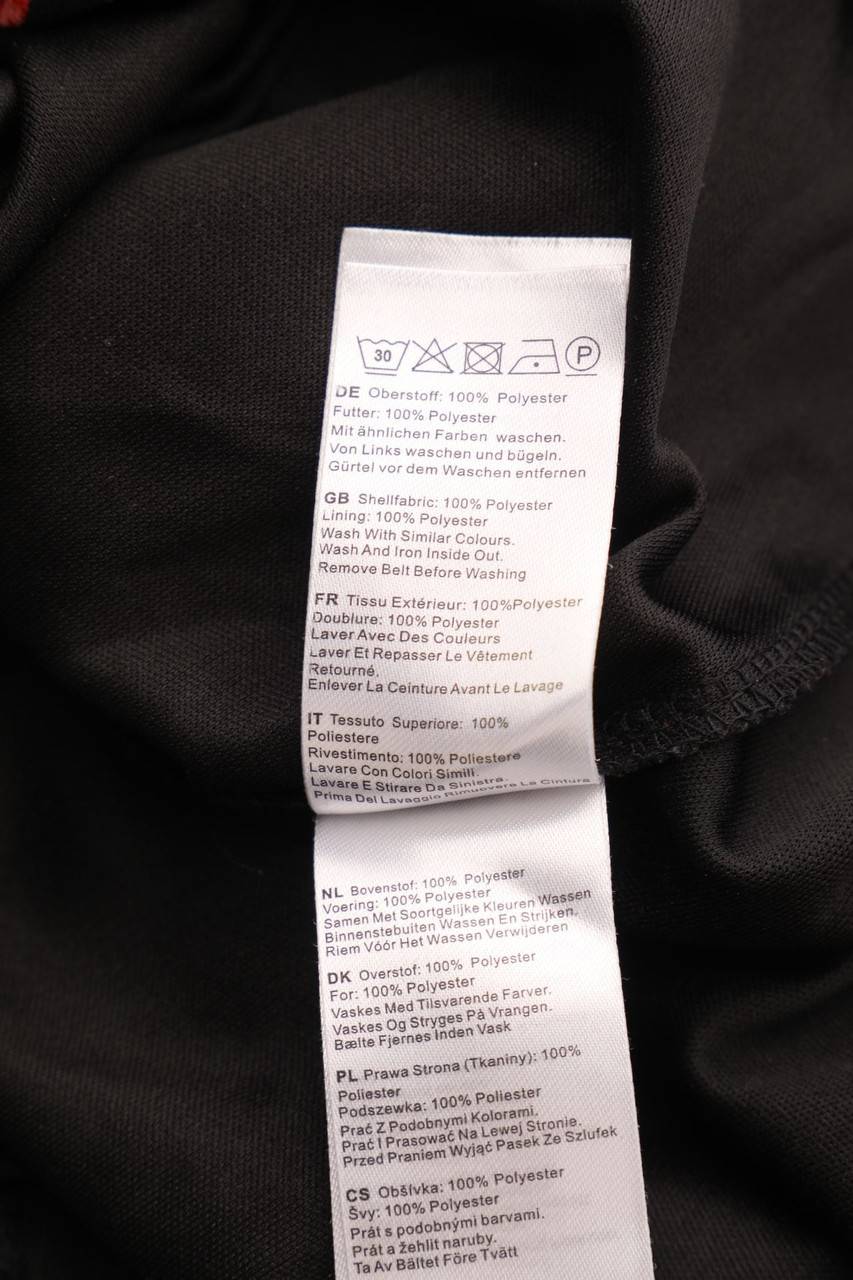 30 P
DE Oberstoff: 100% Polyester
Futter: 100% Polyester
Mit ähnlichen Farben waschen.
Von Links waschen und bügeln.
Gürtel vor dem Waschen entfernen
GB Shellfabric: 100% Polyester
Lining: 100% Polyester
Wash With Similar Colours.
Wash And Iron Inside Out.
Remove Belt Before Washing
FR Tissu Extérieur: 100%Polyester
Doublure: 100% Polyester
Laver Avec Des Couleurs
Laver Et Repasser Le Vêtement
Retourné.
Enlever La Ceinture Avant Le Lavage
IT Tessuto Superiore: 100%
Poliestere
Rivestimento: 100% Poliestere
Lavare Con Colori Simili.
Lavare E Stirare Da Sinistra.
Prima Del Lavaggio Rimuovere La Cintura
NL Bovenstof: 100% Polyester
Voering: 100% Polyester
Samen Met Soortgelijke Kleuren Wassen
Binnenstebuiten Wassen En Strijken.
Riem Vóór Het Wassen Verwijderen
DK Overstof: 100% Polyester
For: 100% Polyester
Vaskes Med Tilsvarende Farver.
Vaskes Og Stryges På Vrangen.
Bælte Fjernes Inden Vask
PL Prawa Strona (Tkaniny): 100%
Poliester
Podszewka: 100% Poliester
Prać Z Podobnymi Kolorami.
Prać I Prasować Na Lewej Stronie.
Przed Praniem Wyjąć Pasek Ze Szlufek
CS Obšívka: 100% Polyester
Švy: 100% Polyester
Prát s podobnými barvami.
Prát a žehlit naruby.
Ta Av Bältet Före Tvätt